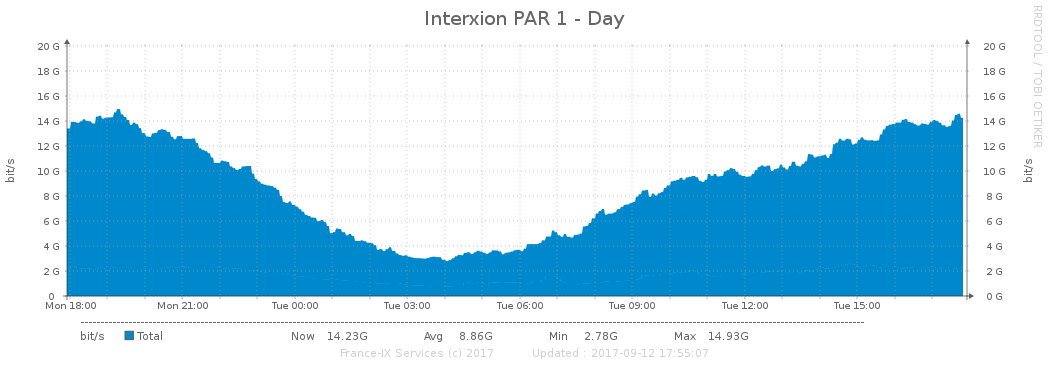 Interxion PAR 1 - Day
RRDTOOL / TOBI OETIKER
bit/s
20 G 20 G
18 G 18 G
16 G 16 G
14 G 14 G
12 G 12 G
10 G 10 G
8 G 8 G
6 G 6 G
4 G 4 G
2 G 2 G
0 0 G
bit/s
Mon 18:00 Mon 21:00 Tue 00:00 Tue 03:00 Tue 06:00 Tue 09:00 Tue 12:00 Tue 15:00
bit/s Total Now 14.23G Avg 8.86G Min 2.78G Max 14.93G
France-IX Services (c) 2017 Updated : 2017-09-12 17:55:07